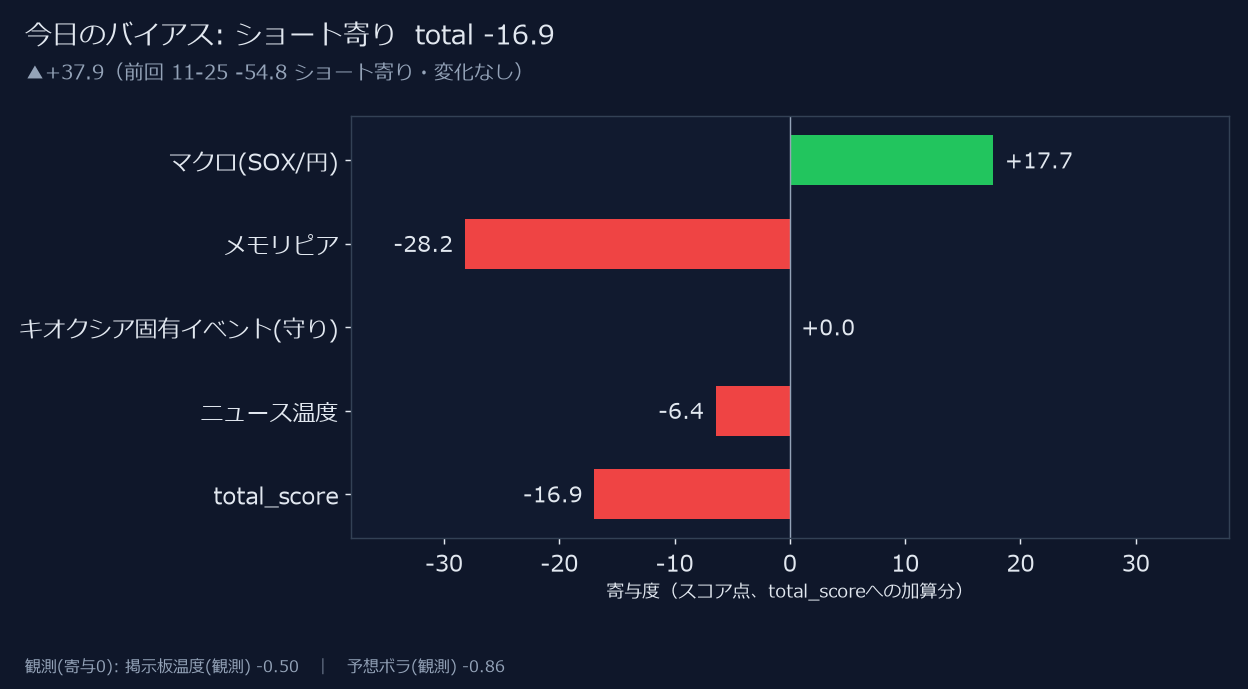 今日のバイアス: ショート寄り  total -16.9
▲+37.9（前回 11-25 -54.8 ショート寄り・変化なし）
マクロ(SOX/円)
+17.7
メモリピア
-28.2
キオクシア固有イベント(守り)
+0.0
ニュース温度
-6.4
total_score
-16.9
-30 -20 -10 0 10 20 30
寄与度（スコア点、total_scoreへの加算分）
観測(寄与0): 掲示板温度(観測) -0.50 | 予想ボラ(観測) -0.86